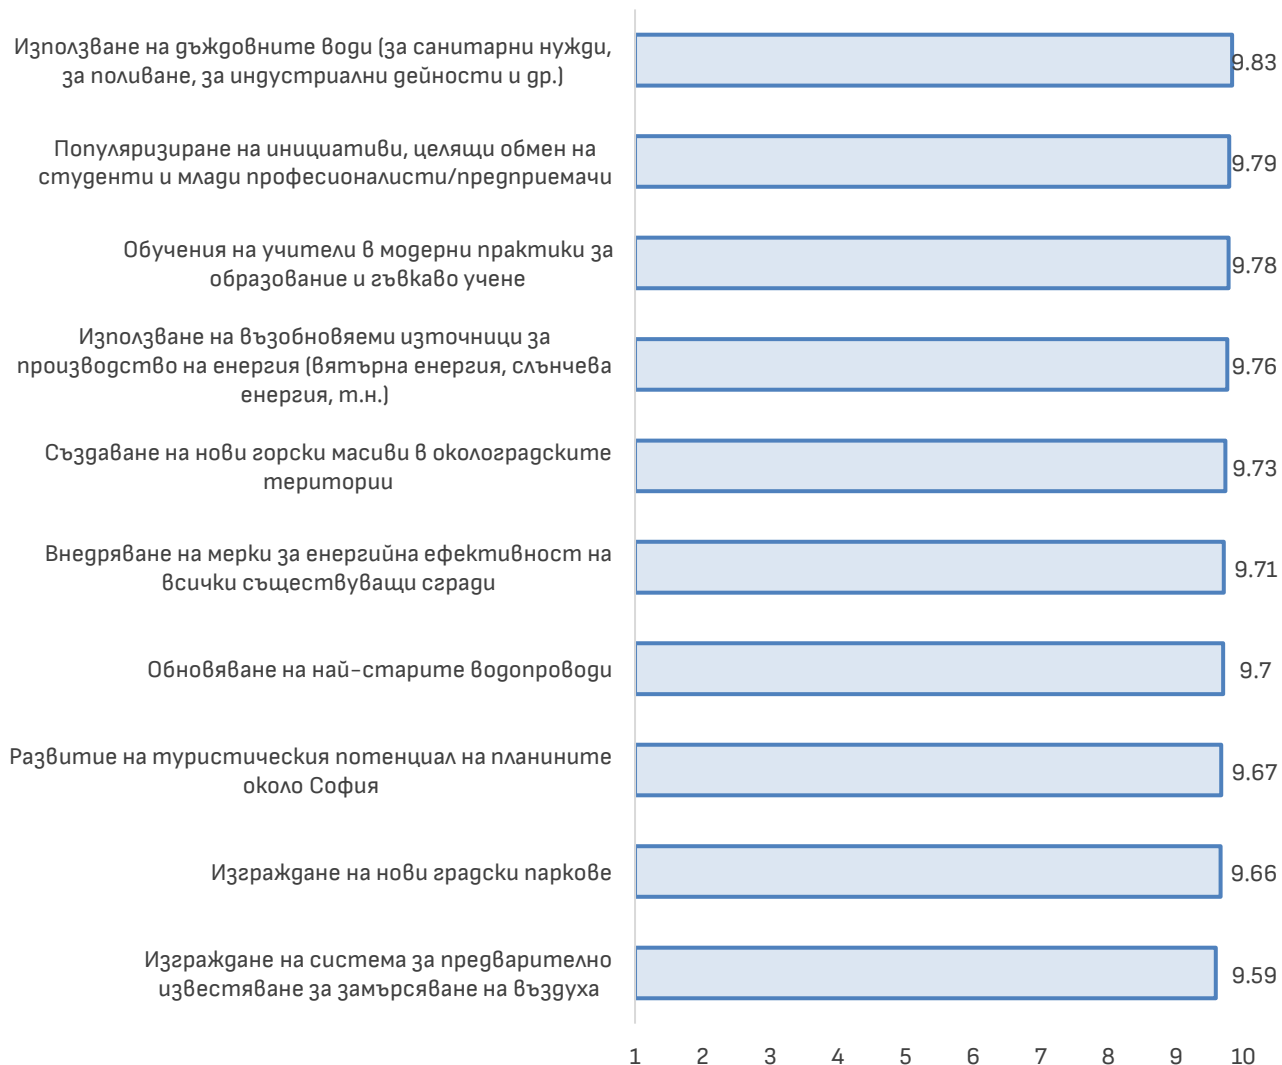 Използване на дъждовните води (за санитарни нужди,
за поливане, за индустриални дейности и др.)
9.83
Популяризиране на инициативи, целящи обмен на
студенти и млади професионалисти/предприемачи
9.79
Обучения на учители в модерни практики за
образование и гъвкаво учене
9.78
Използване на възобновяеми източници за
производство на енергия (вятърна енергия, слънчева
енергия, т.н.)
9.76
Създаване на нови горски масиви в околоградските
територии
9.73
Внедряване на мерки за енергийна ефективност на
всички съществуващи сгради
9.71
Обновяване на най-старите водопроводи
9.7
Развитие на туристическия потенциал на планините
около София
9.67
Изграждане на нови градски паркове
9.66
Изграждане на система за предварително
известяване за замърсяване на въздуха
9.59
1 2 3 4 5 6 7 8 9 10